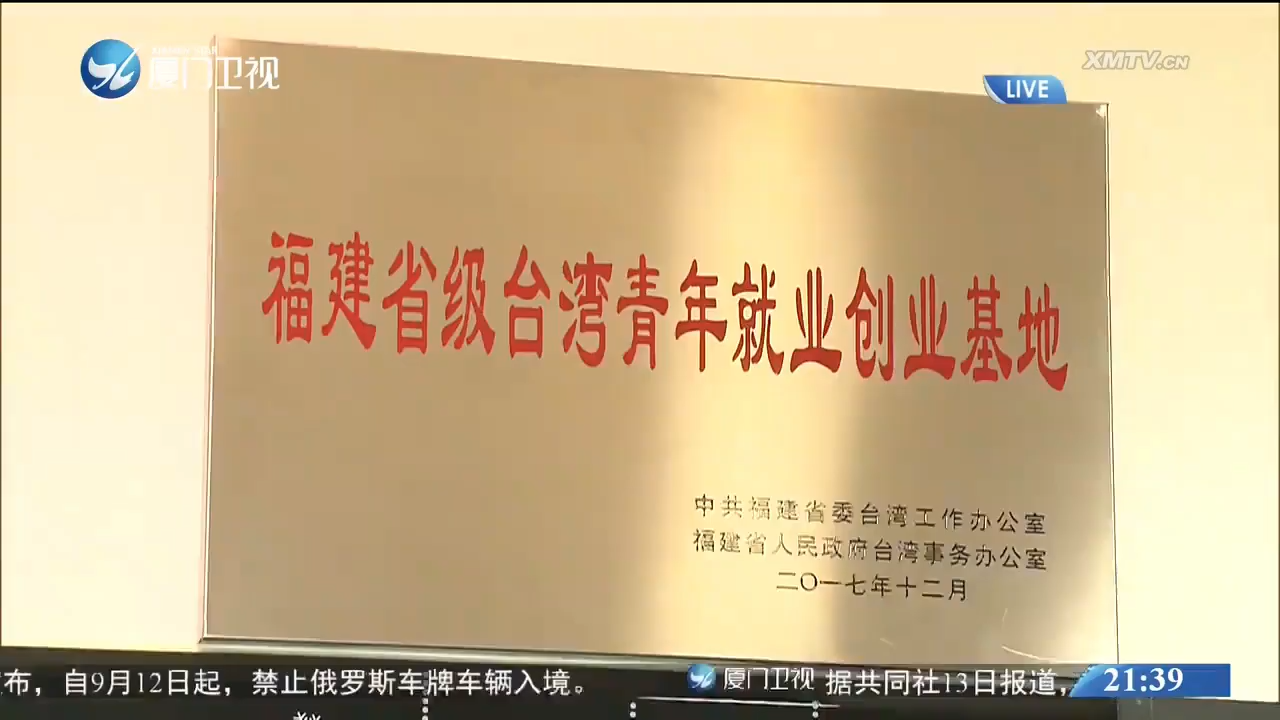 厦门卫视
XMTV.CN
LIVE
福建省级台湾青年就业创业基地
中共福建省委台湾工作办公室
福建省人民政府台湾事务办公室
二〇一七年十二月
布，自9月12日起，禁止俄罗斯车牌车辆入境。 厦门卫视 据共同社13日报道， 21:39